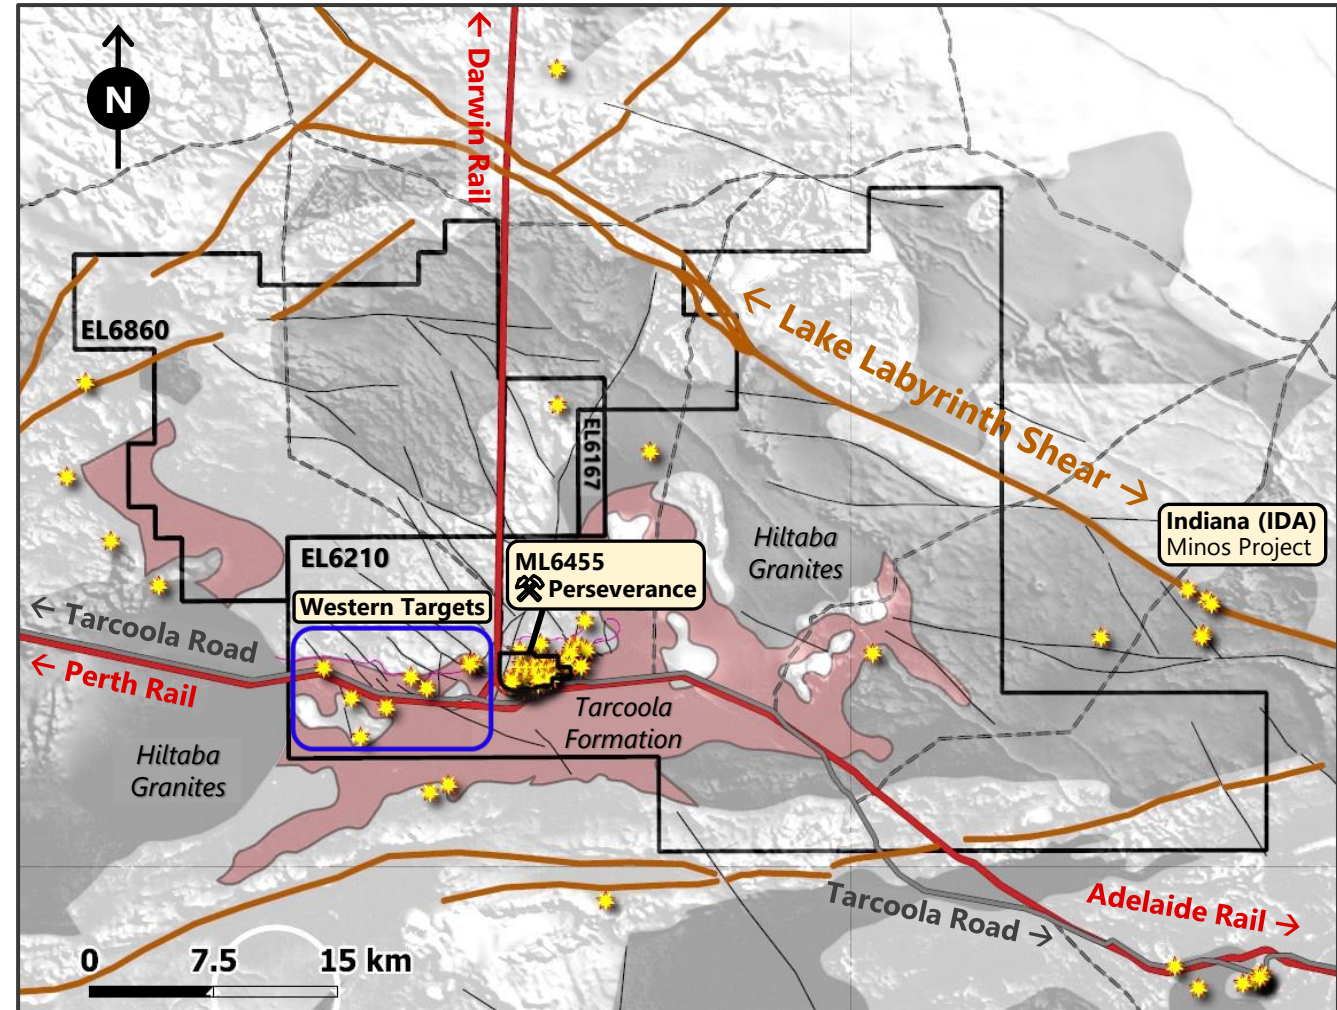 N
← Darwin Rail
EL6860
← Lake Labyrinth Shear →
EL6167
Indiana (IDA)
Minos Project
Hiltaba
Granites
EL6210
ML6455
Perseverance
Western Targets
← Tarcoola Road
← Perth Rail
Tarcoola
Formation
Hiltaba
Granites
Tarcoola Road →
Adelaide Rail →
0 7.5 15 km